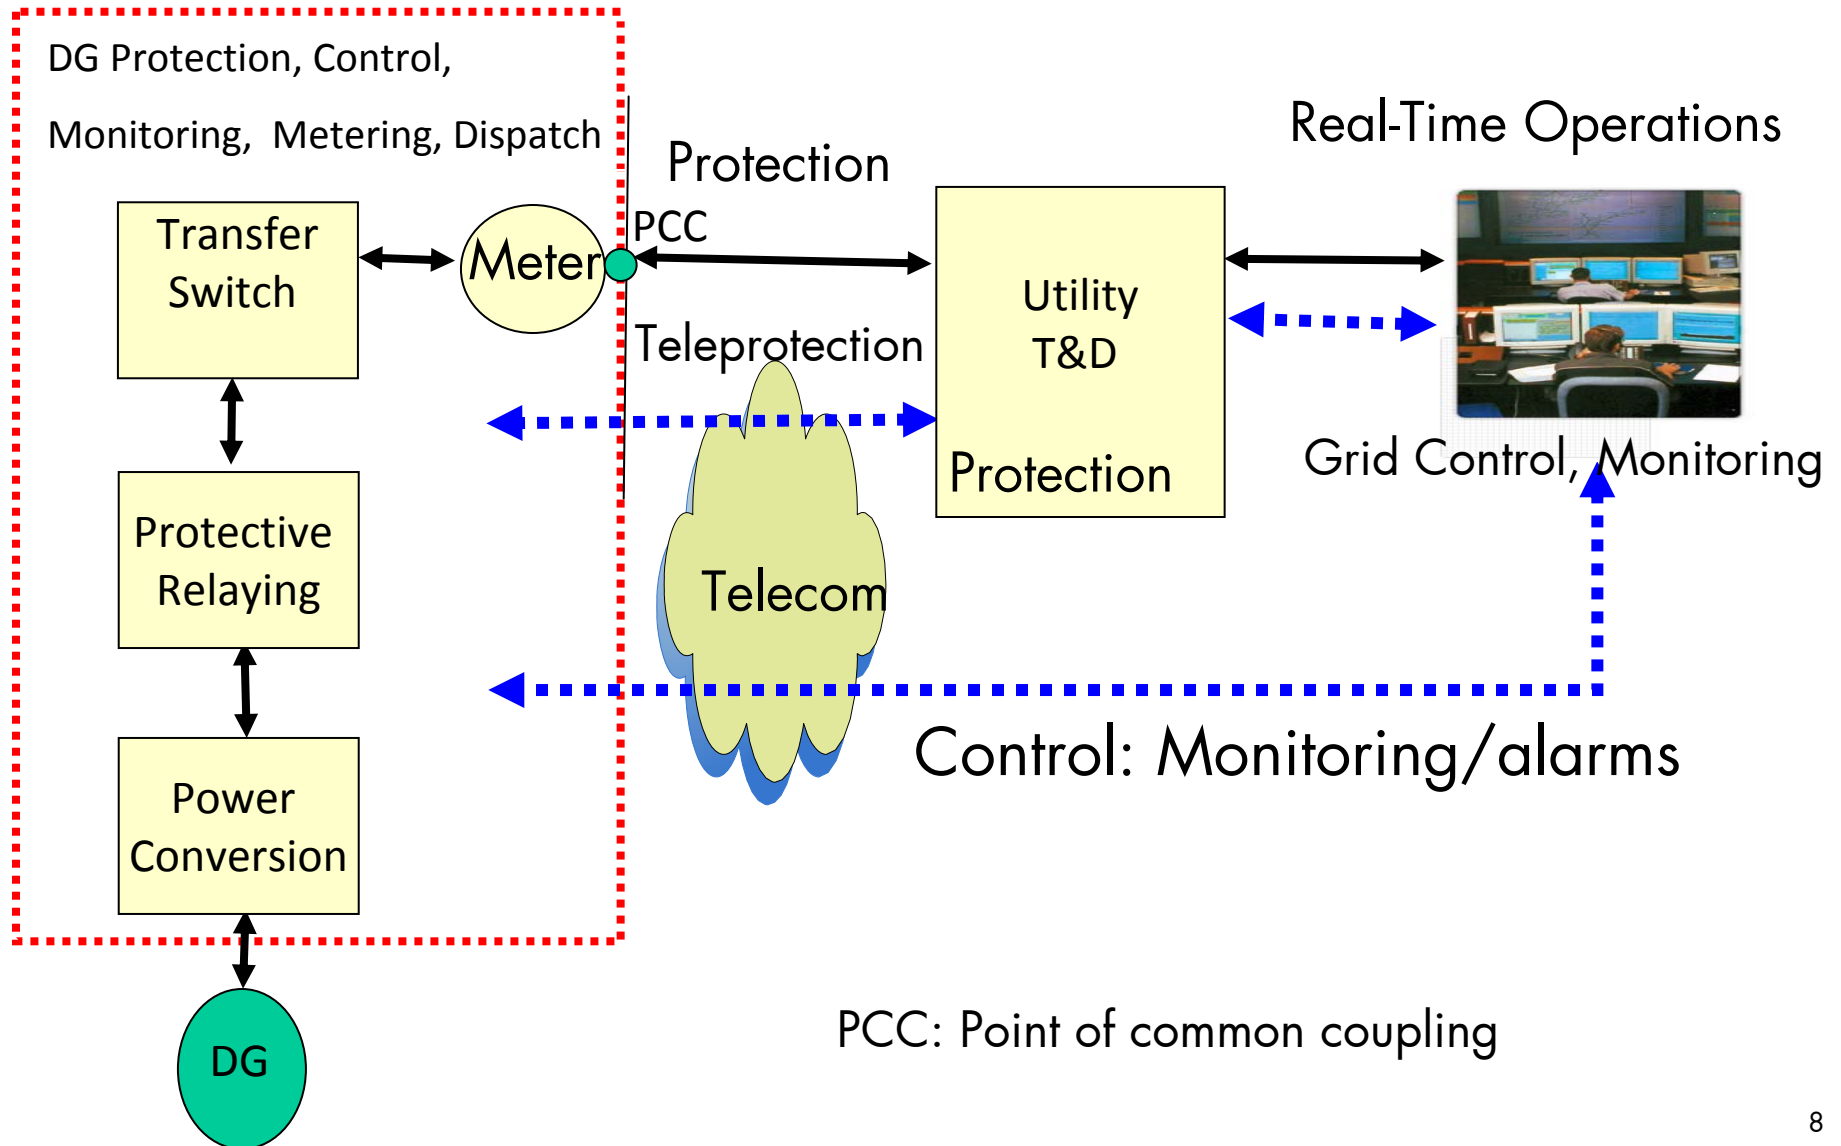 DG Protection, Control,
Monitoring, Metering, Dispatch
Real-Time Operations
Protection
PCC
Transfer
Switch
Meter
Utility
T&D
Protection
Teleprotection
Grid Control, Monitoring
Protective
Relaying
Telecom
Control: Monitoring/alarms
Power
Conversion
PCC: Point of common coupling
DG
8